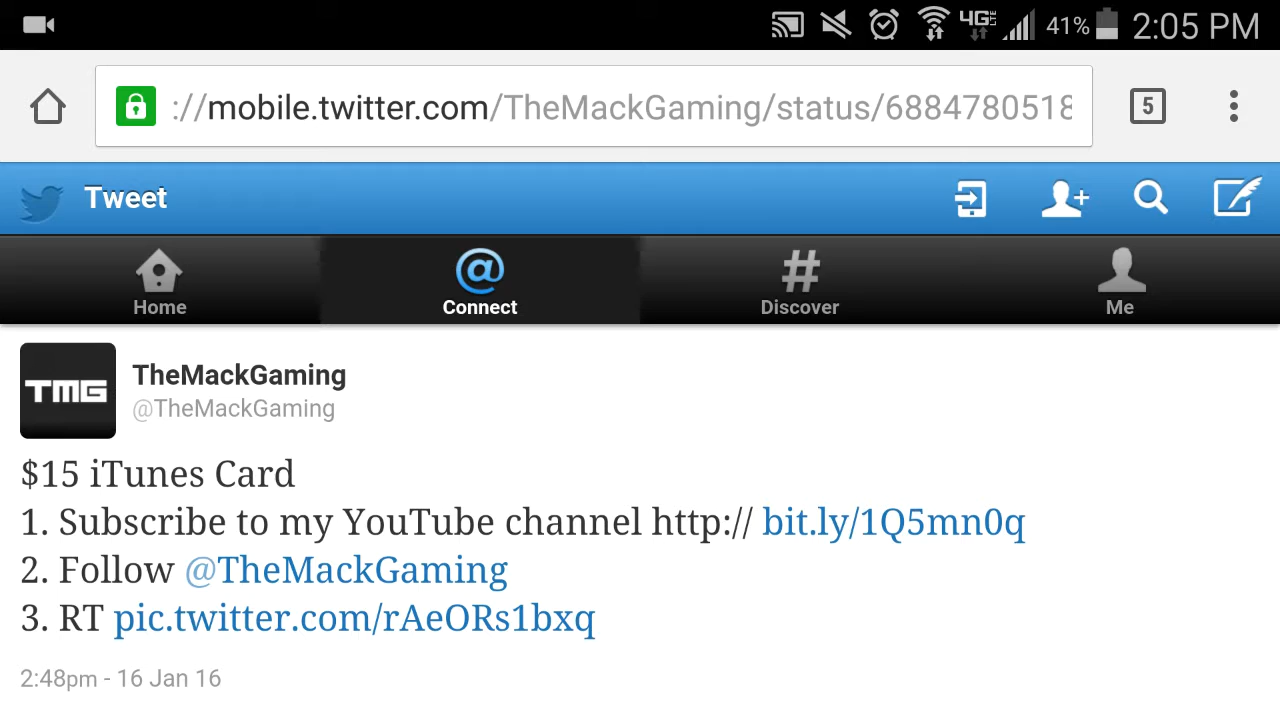 4G LTE 41% 2:05 PM
://mobile.twitter.com/TheMackGaming/status/6884780518
5
Tweet
Home
@
Connect
#
Discover
Me
TMG
TheMackGaming
@TheMackGaming
$15 iTunes Card
1. Subscribe to my YouTube channel http:// bit.ly/1Q5mn0q
2. Follow @TheMackGaming
3. RT pic.twitter.com/rAeORs1bxq
2:48pm - 16 Jan 16